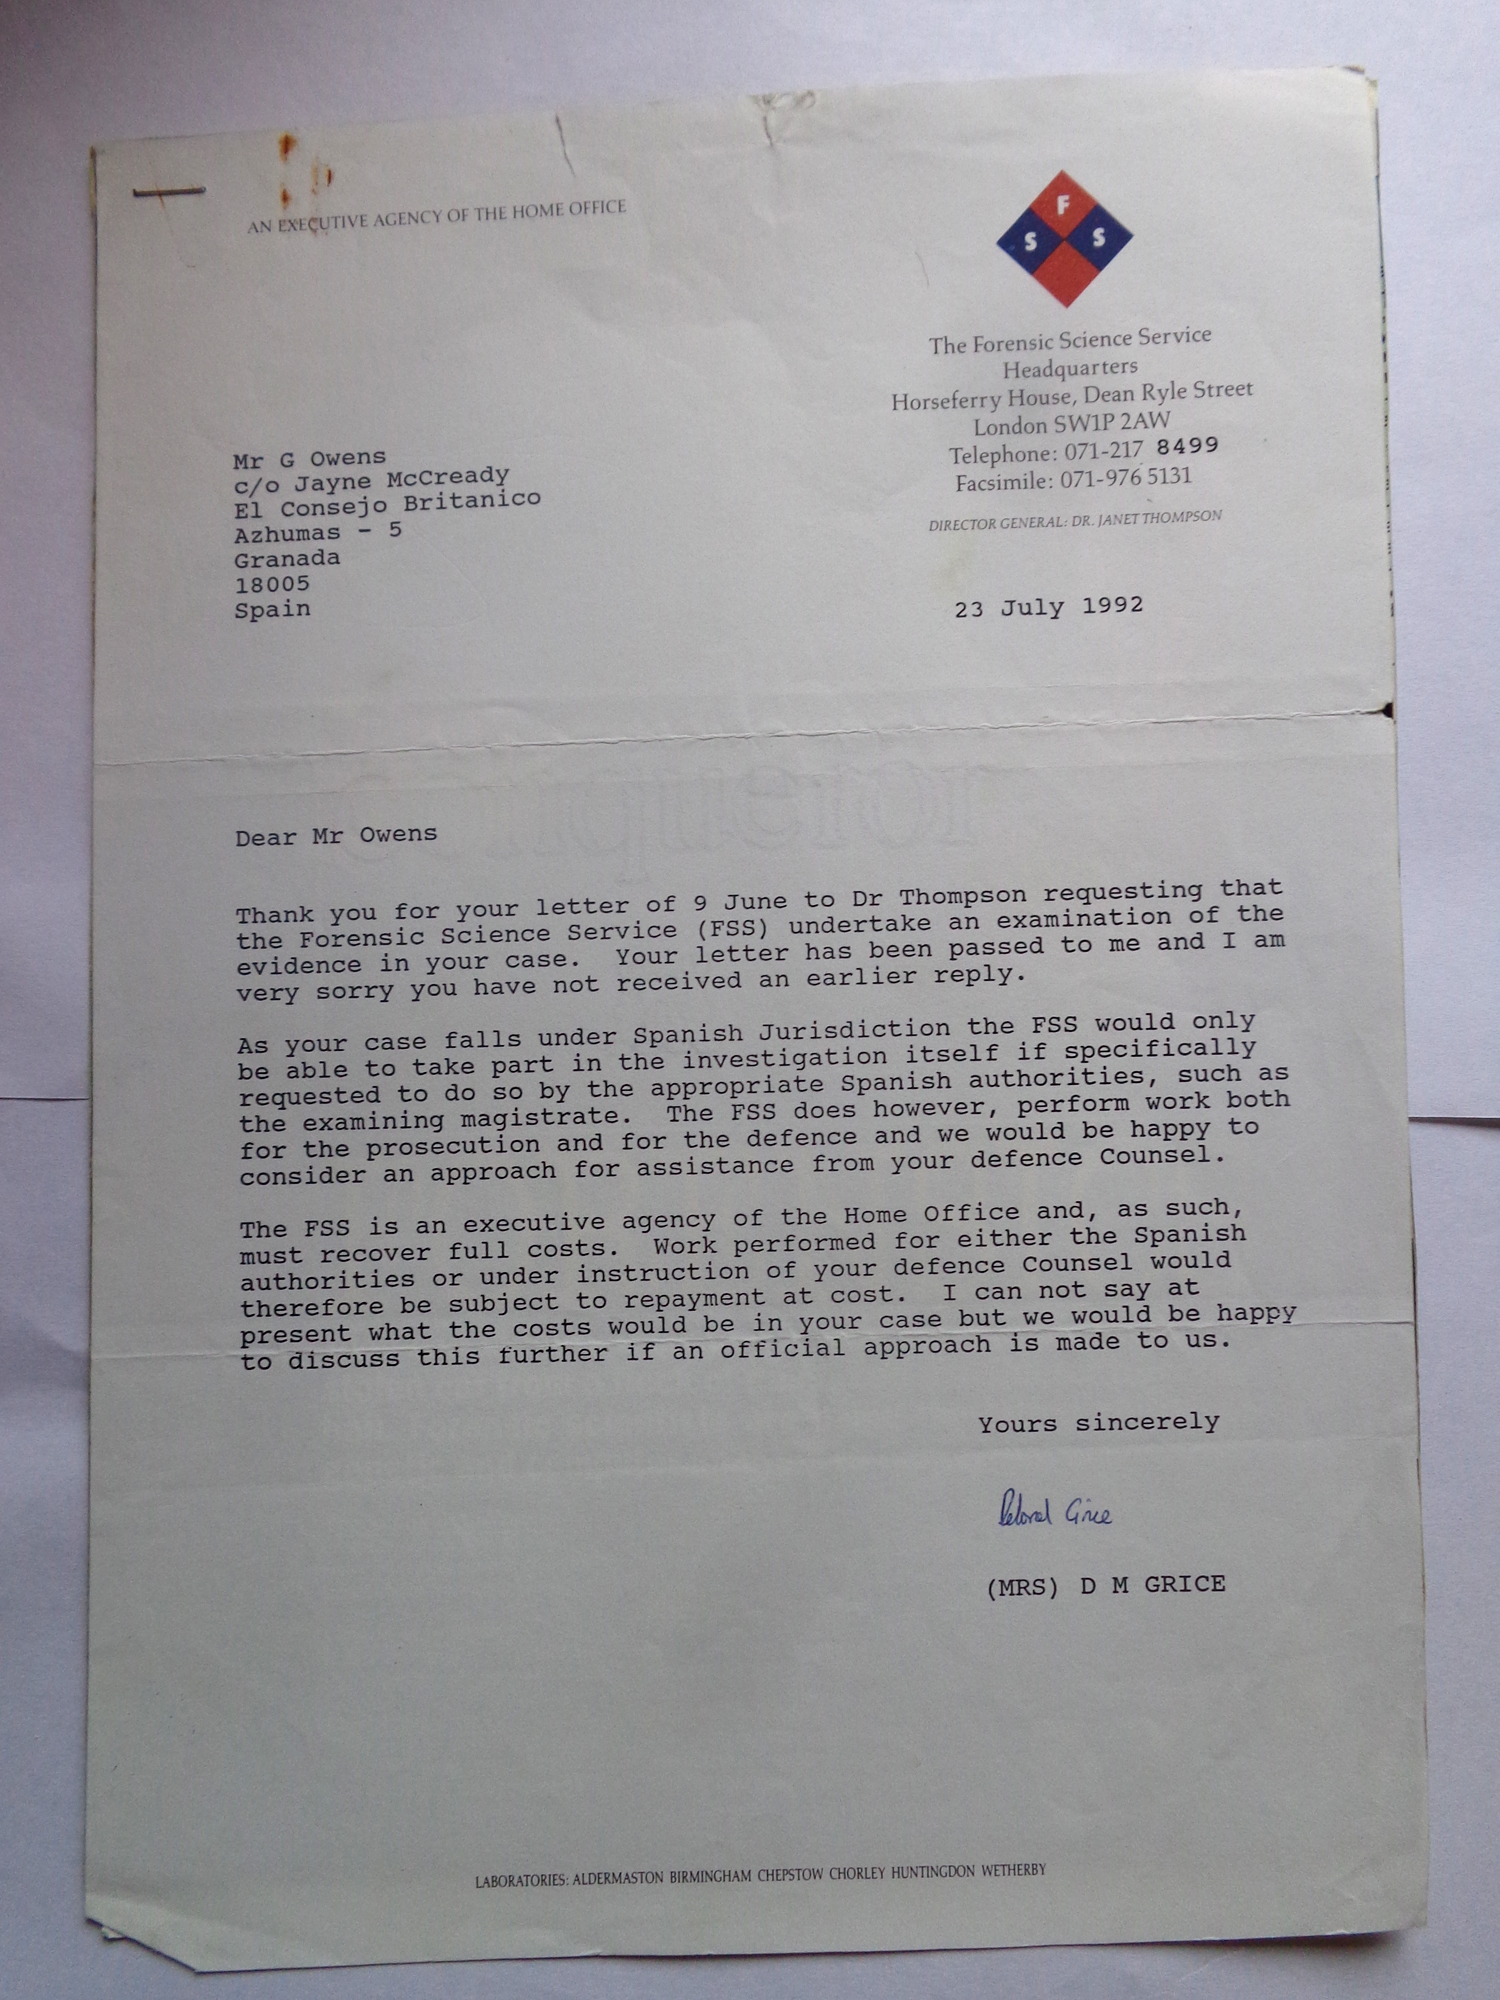 AN EXECUTIVE AGENCY OF THE HOME OFFICE
F
S S
The Forensic Science Service
Headquarters
Horseferry House, Dean Ryle Street
London SW1P 2AW
Telephone: 071-217 8499
Facsimile: 071-976 5131
DIRECTOR GENERAL: DR. JANET THOMPSON
Mr G Owens
c/o Jayne McCready
El Consejo Britanico
Azhumas - 5
Granada
18005
Spain
23 July 1992
Dear Mr Owens
Thank you for your letter of 9 June to Dr Thompson requesting that
the Forensic Science Service (FSS) undertake an examination of the
evidence in your case. Your letter has been passed to me and I am
very sorry you have not received an earlier reply.
As your case falls under Spanish Jurisdiction the FSS would only
be able to take part in the investigation itself if specifically
requested to do so by the appropriate Spanish authorities, such as
the examining magistrate. The FSS does however, perform work both
for the prosecution and for the defence and we would be happy to
consider an approach for assistance from your defence Counsel.
The FSS is an executive agency of the Home Office and, as such,
must recover full costs. Work performed for either the Spanish
authorities or under instruction of your defence Counsel would
therefore be subject to repayment at cost. I can not say at
present what the costs would be in your case but we would be happy
to discuss this further if an official approach is made to us.
Yours sincerely
Grice
(MRS) D M GRICE
LABORATORIES: ALDERMASTON BIRMINGHAM CHEPSTOW CHORLEY HUNTINGDON WETHERBY